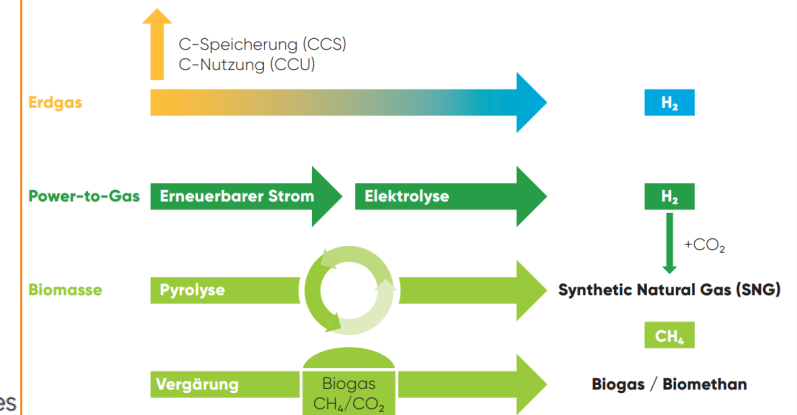 C-Speicherung (CCS)
C-Nutzung (CCU)
Erdgas
H₂
Power-to-Gas
Erneuerbarer Strom
Elektrolyse
H₂
+CO₂
Biomasse
Pyrolyse
Synthetic Natural Gas (SNG)
CH₄
Vergärung
Biogas
CH₄/CO₂
Biogas / Biomethan
es